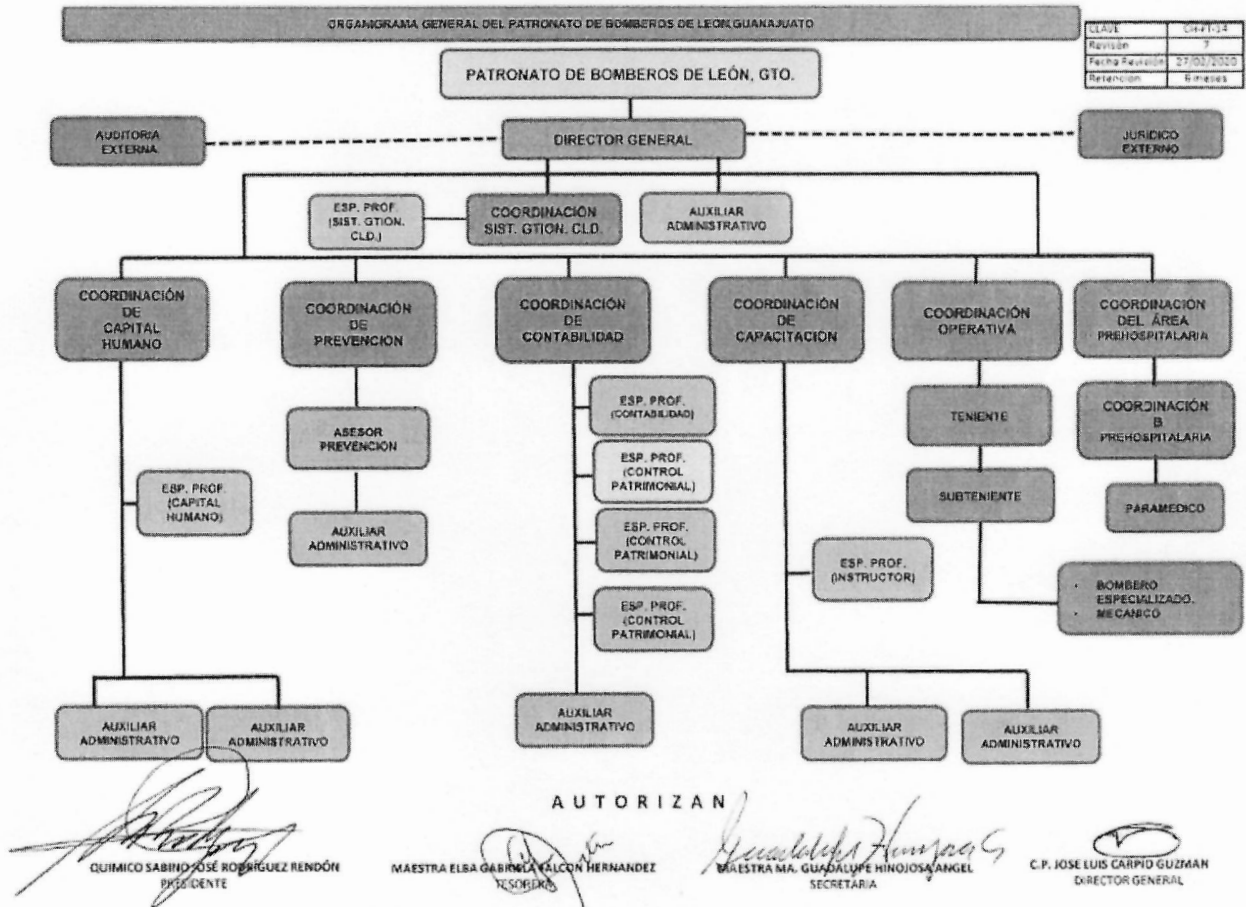 ORGANIGRAMA GENERAL DEL PATRONATO DE BOMBEROS DE LEON, GUANAJUATO
CLAVE CH-PT-14
Revisión 7
Fecha Revisión 27/02/2020
Retencion 6 meses
PATRONATO DE BOMBEROS DE LEÓN, GTO.
AUDITORIA
EXTERNA
DIRECTOR GENERAL
JURIDICO
EXTERNO
ESP. PROF.
(SIST. GTION.
CLD.)
COORDINACIÓN
SIST. GTION. CLD.
AUXILIAR
ADMINISTRATIVO
COORDINACIÓN
DE
CAPITAL
HUMANO
COORDINACIÓN
DE
PREVENCIÓN
COORDINACIÓN
DE
CONTABILIDAD
COORDINACIÓN
DE
CAPACITACIÓN
COORDINACIÓN
OPERATIVA
COORDINACIÓN
DEL ÁREA
PREHOSPITALARIA
ESP. PROF.
(CONTABILIDAD)
ASESOR
PREVENCIÓN
TENIENTE
COORDINACIÓN
B
PREHOSPITALARIA
ESP. PROF.
(CONTROL
PATRIMONIAL)
ESP. PROF.
(CAPITAL
HUMANO)
SUBTENIENTE
PARAMEDICO
AUXILIAR
ADMINISTRATIVO
ESP. PROF.
(CONTROL
PATRIMONIAL)
ESP. PROF.
(INSTRUCTOR)
ESP. PROF.
(CONTROL
PATRIMONIAL)
· BOMBERO
ESPECIALIZADO.
· MECANICO
AUXILIAR
ADMINISTRATIVO
AUXILIAR
ADMINISTRATIVO
AUXILIAR
ADMINISTRATIVO
AUXILIAR
ADMINISTRATIVO
AUXILIAR
ADMINISTRATIVO
AUTORIZAN
QUIMICO SABINO JOSÉ RODRÍGUEZ RENDÓN
PRESIDENTE
MAESTRA ELBA GABRIELA FALCON HERNANDEZ
TESORERA
MAESTRA MA. GUADALUPE HINOJOSA ANGEL
SECRETARIA
C.P. JOSE LUIS CARPIO GUZMAN
DIRECTOR GENERAL